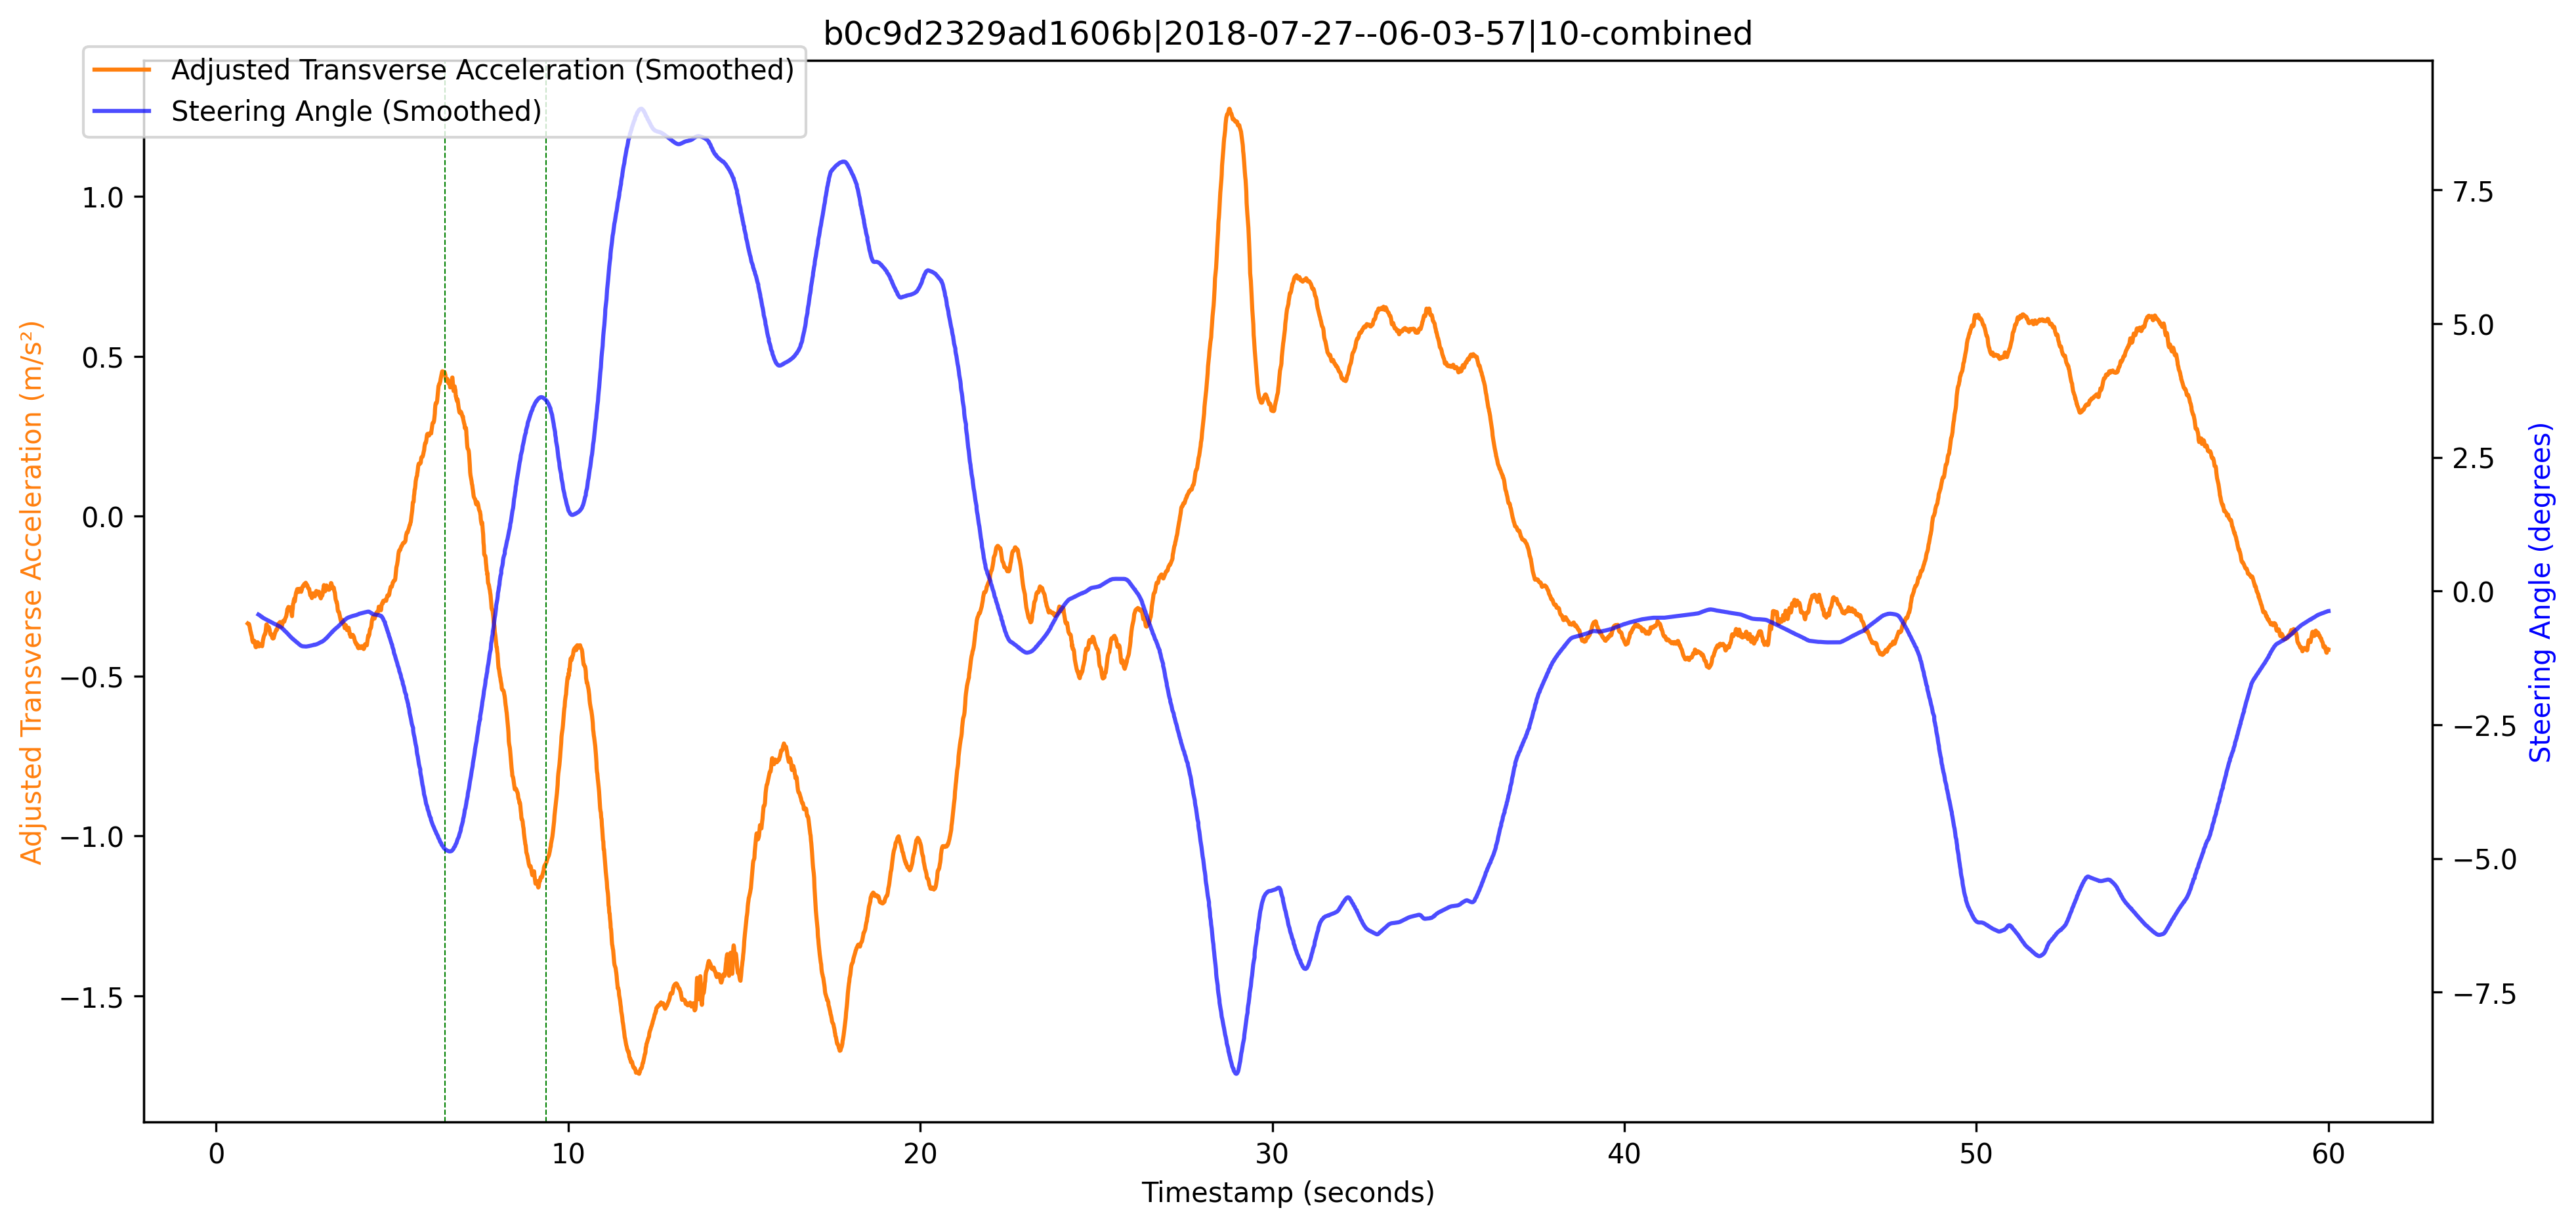 b0c9d2329ad1606b|2018-07-27--06-03-57|10-combined
Adjusted Transverse Acceleration (Smoothed)
Steering Angle (Smoothed)
Adjusted Transverse Acceleration (m/s²)
1.0
0.5
0.0
−0.5
−1.0
−1.5
7.5
5.0
2.5
0.0
−2.5
−5.0
−7.5
Steering Angle (degrees)
0 10 20 30 40 50 60
Timestamp (seconds)